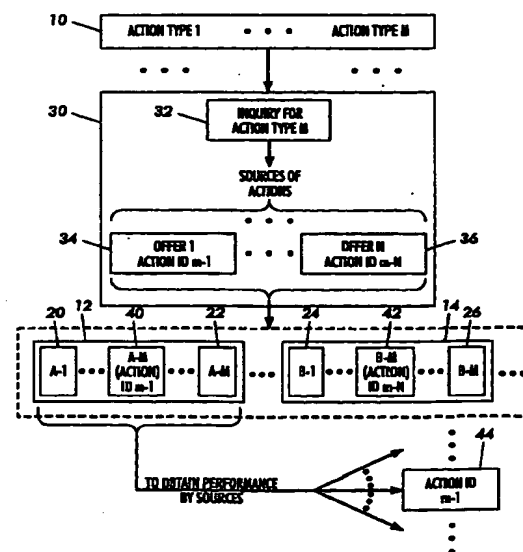 10
ACTION TYPE 1 • • • ACTION TYPE M
• • • • • •
30
32
INQUIRY FOR
ACTION TYPE M
SOURCES OF
ACTIONS
• • •
34
OFFER 1
ACTION ID m-1
• • •
OFFER N
ACTION ID m-N
36
20 12 40 22 24 42 14 26
A-1 ••• A-M (ACTION) ID m-1 ••• A-M ••• B-1 ••• B-M (ACTION) ID m-N ••• B-M •••
TO OBTAIN PERFORMANCE
BY SOURCES
44
ACTION ID
m-1